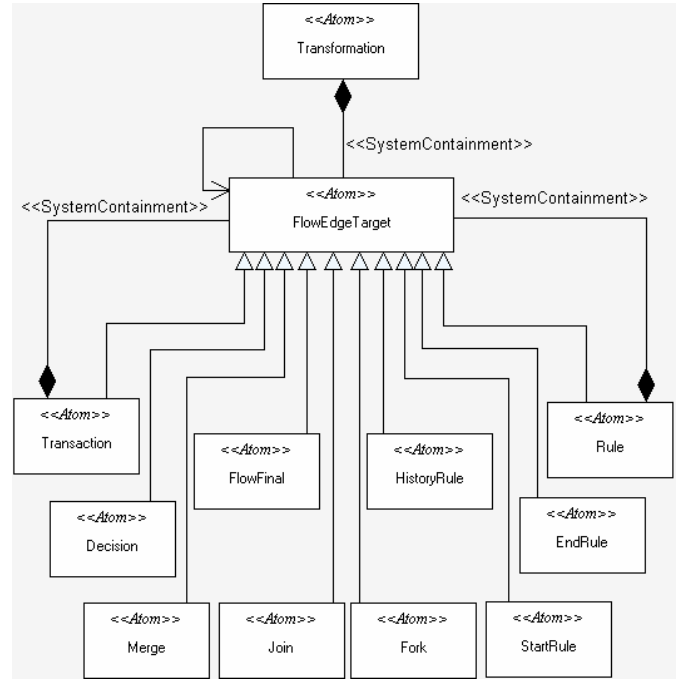 <<Atom>>
Transformation
<<SystemContainment>>
<<Atom>>
FlowEdgeTarget
<<SystemContainment>>
<<SystemContainment>>
<<Atom>>
Transaction
<<Atom>>
Rule
<<Atom>>
FlowFinal
<<Atom>>
HistoryRule
<<Atom>>
Decision
<<Atom>>
EndRule
<<Atom>>
Merge
<<Atom>>
Join
<<Atom>>
Fork
<<Atom>>
StartRule